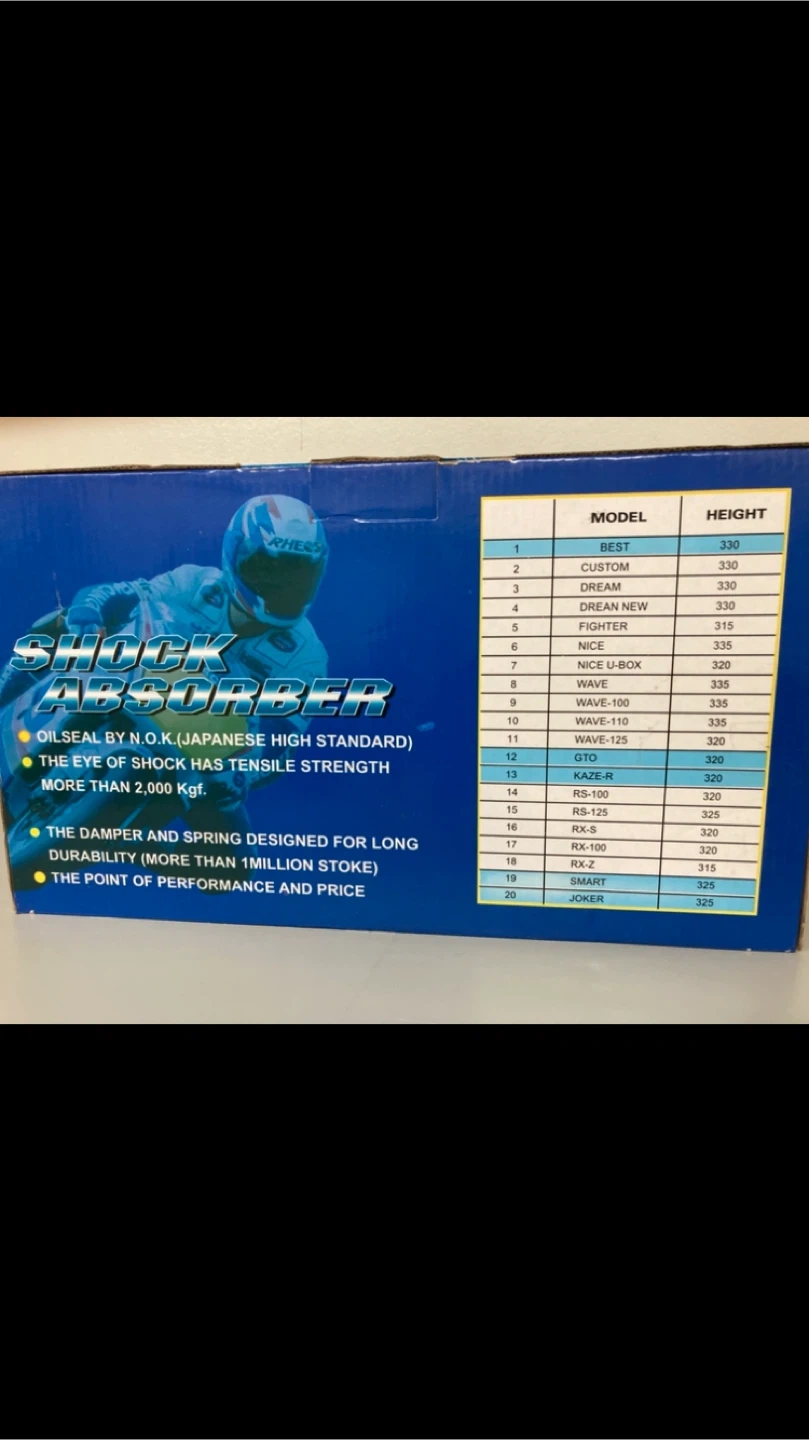 RHEOS
SHOCK
ABSORBER
OILSEAL BY N.O.K.(JAPANESE HIGH STANDARD)
THE EYE OF SHOCK HAS TENSILE STRENGTH
MORE THAN 2,000 Kgf.
THE DAMPER AND SPRING DESIGNED FOR LONG
DURABILITY (MORE THAN 1MILLION STOKE)
THE POINT OF PERFORMANCE AND PRICE
MODEL HEIGHT
1 BEST 330
2 CUSTOM 330
3 DREAM 330
4 DREAN NEW 330
5 FIGHTER 315
6 NICE 335
7 NICE U-BOX 320
8 WAVE 335
9 WAVE-100 335
10 WAVE-110 335
11 WAVE-125 320
12 GTO 320
13 KAZE-R 320
14 RS-100 320
15 RS-125 325
16 RX-S 320
17 RX-100 320
18 RX-Z 315
19 SMART 325
20 JOKER 325